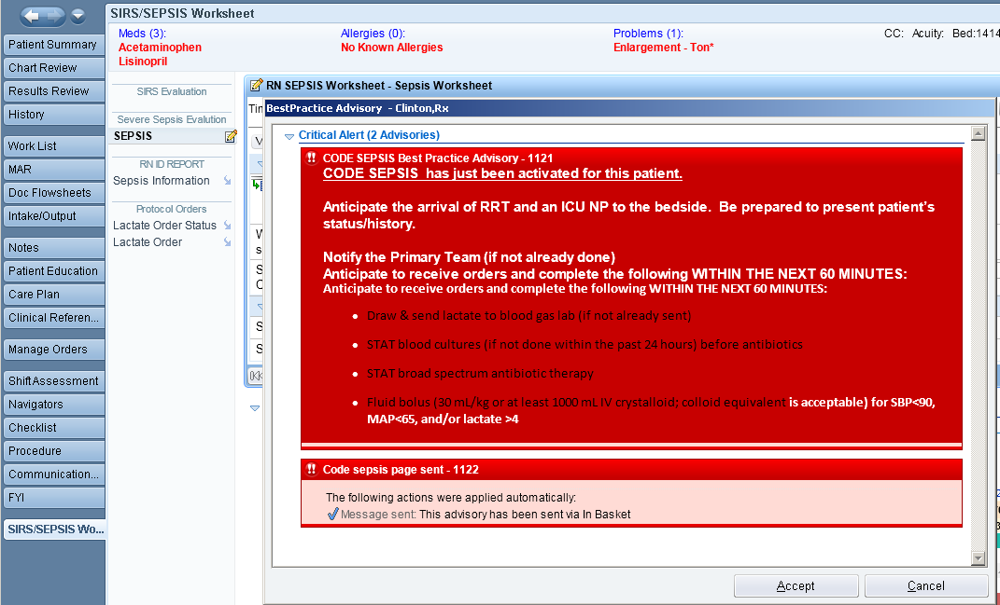 SIRS/SEPSIS Worksheet
Meds (3):
Acetaminophen
Lisinopril
Allergies (0):
No Known Allergies
Problems (1):
Enlargement - Ton*
CC: Acuity: Bed:1414
Patient Summary
Chart Review
Results Review
History
Work List
MAR
Doc Flowsheets
Intake/Output
Notes
Patient Education
Care Plan
Clinical Referen...
Manage Orders
Shift Assessment
Navigators
Checklist
Procedure
Communication...
FYI
SIRS/SEPSIS Wo...
SIRS Evaluation
Severe Sepsis Evalution
SEPSIS
RN ID REPORT
Sepsis Information
Protocol Orders
Lactate Order Status
Lactate Order
RN SEPSIS Worksheet - Sepsis Worksheet
BestPractice Advisory - Clinton,Rx
Critical Alert (2 Advisories)
CODE SEPSIS Best Practice Advisory - 1121
CODE SEPSIS has just been activated for this patient.
Anticipate the arrival of RRT and an ICU NP to the bedside. Be prepared to present patient's
status/history.
Notify the Primary Team (if not already done)
Anticipate to receive orders and complete the following WITHIN THE NEXT 60 MINUTES:
Anticipate to receive orders and complete the following WITHIN THE NEXT 60 MINUTES:
• Draw & send lactate to blood gas lab (if not already sent)
• STAT blood cultures (if not done within the past 24 hours) before antibiotics
• STAT broad spectrum antibiotic therapy
• Fluid bolus (30 mL/kg or at least 1000 mL IV crystalloid; colloid equivalent is acceptable) for SBP<90,
MAP<65, and/or lactate >4
Code sepsis page sent - 1122
The following actions were applied automatically:
Message sent: This advisory has been sent via In Basket
Accept
Cancel